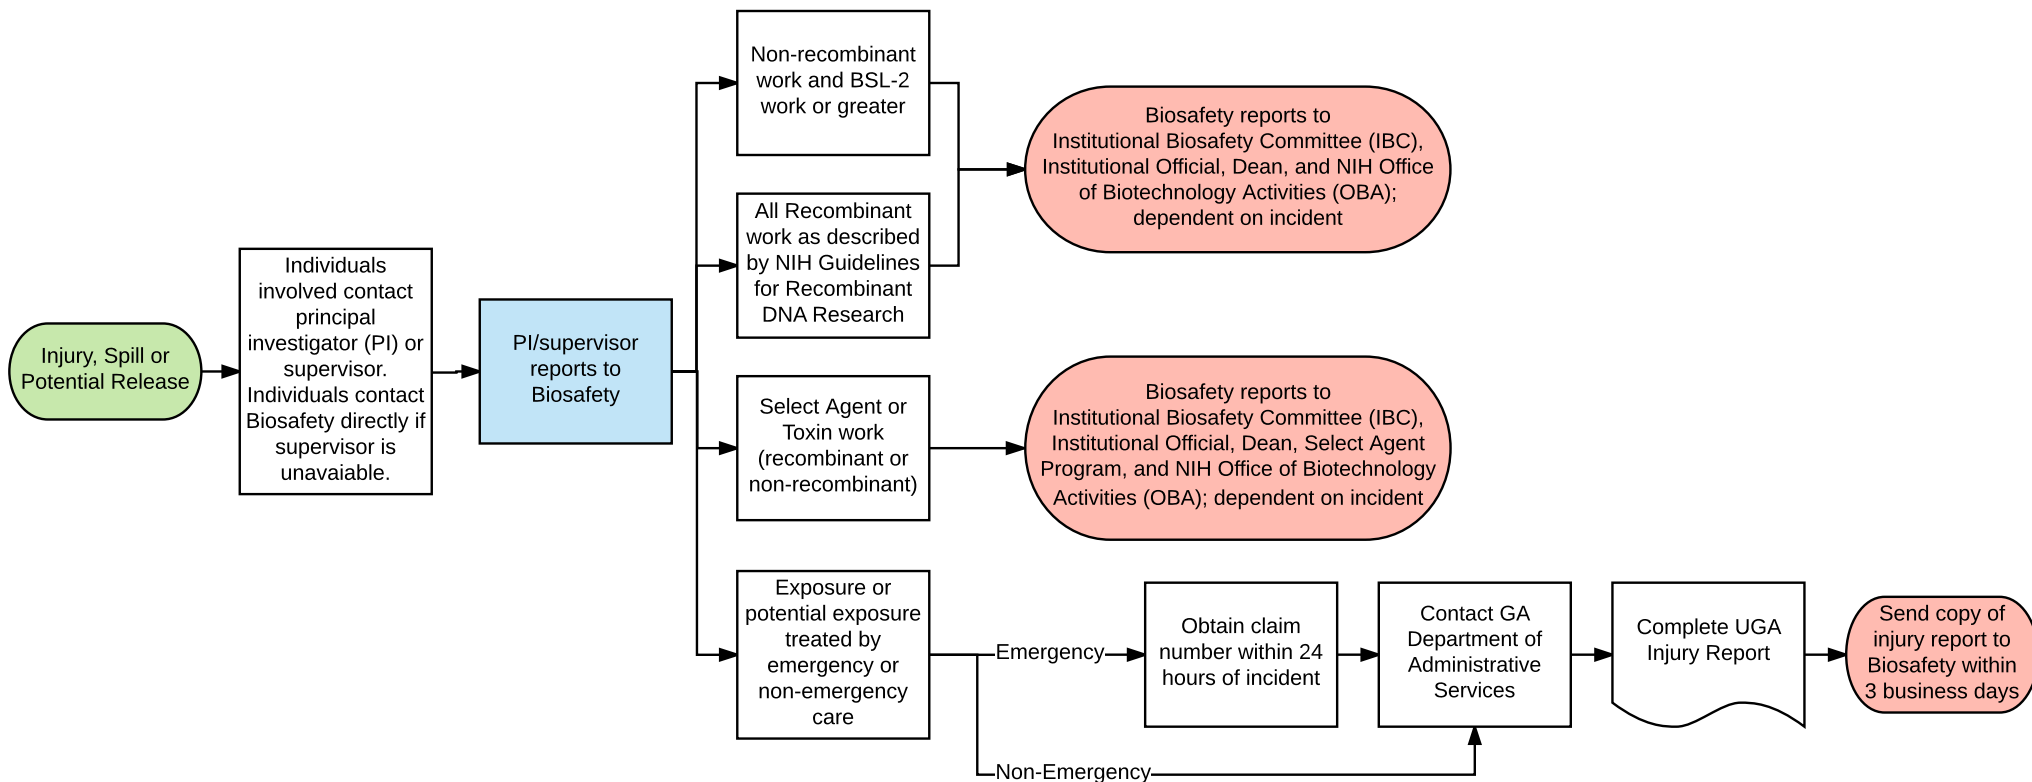 Injury, Spill or
Potential Release
Individuals
involved contact
principal
investigator (PI) or
supervisor.
Individuals contact
Biosafety directly if
supervisor is
unavaiable.
PI/supervisor
reports to
Biosafety
Non-recombinant
work and BSL-2
work or greater
All Recombinant
work as described
by NIH Guidelines
for Recombinant
DNA Research
Biosafety reports to
Institutional Biosafety Committee (IBC),
Institutional Official, Dean, and NIH Office
of Biotechnology Activities (OBA);
dependent on incident
Select Agent or
Toxin work
(recombinant or
non-recombinant)
Biosafety reports to
Institutional Biosafety Committee (IBC),
Institutional Official, Dean, Select Agent
Program, and NIH Office of Biotechnology
Activities (OBA); dependent on incident
Exposure or
potential exposure
treated by
emergency or
non-emergency
care
Emergency
Non-Emergency
Obtain claim
number within 24
hours of incident
Contact GA
Department of
Administrative
Services
Complete UGA
Injury Report
Send copy of
injury report to
Biosafety within
3 business days